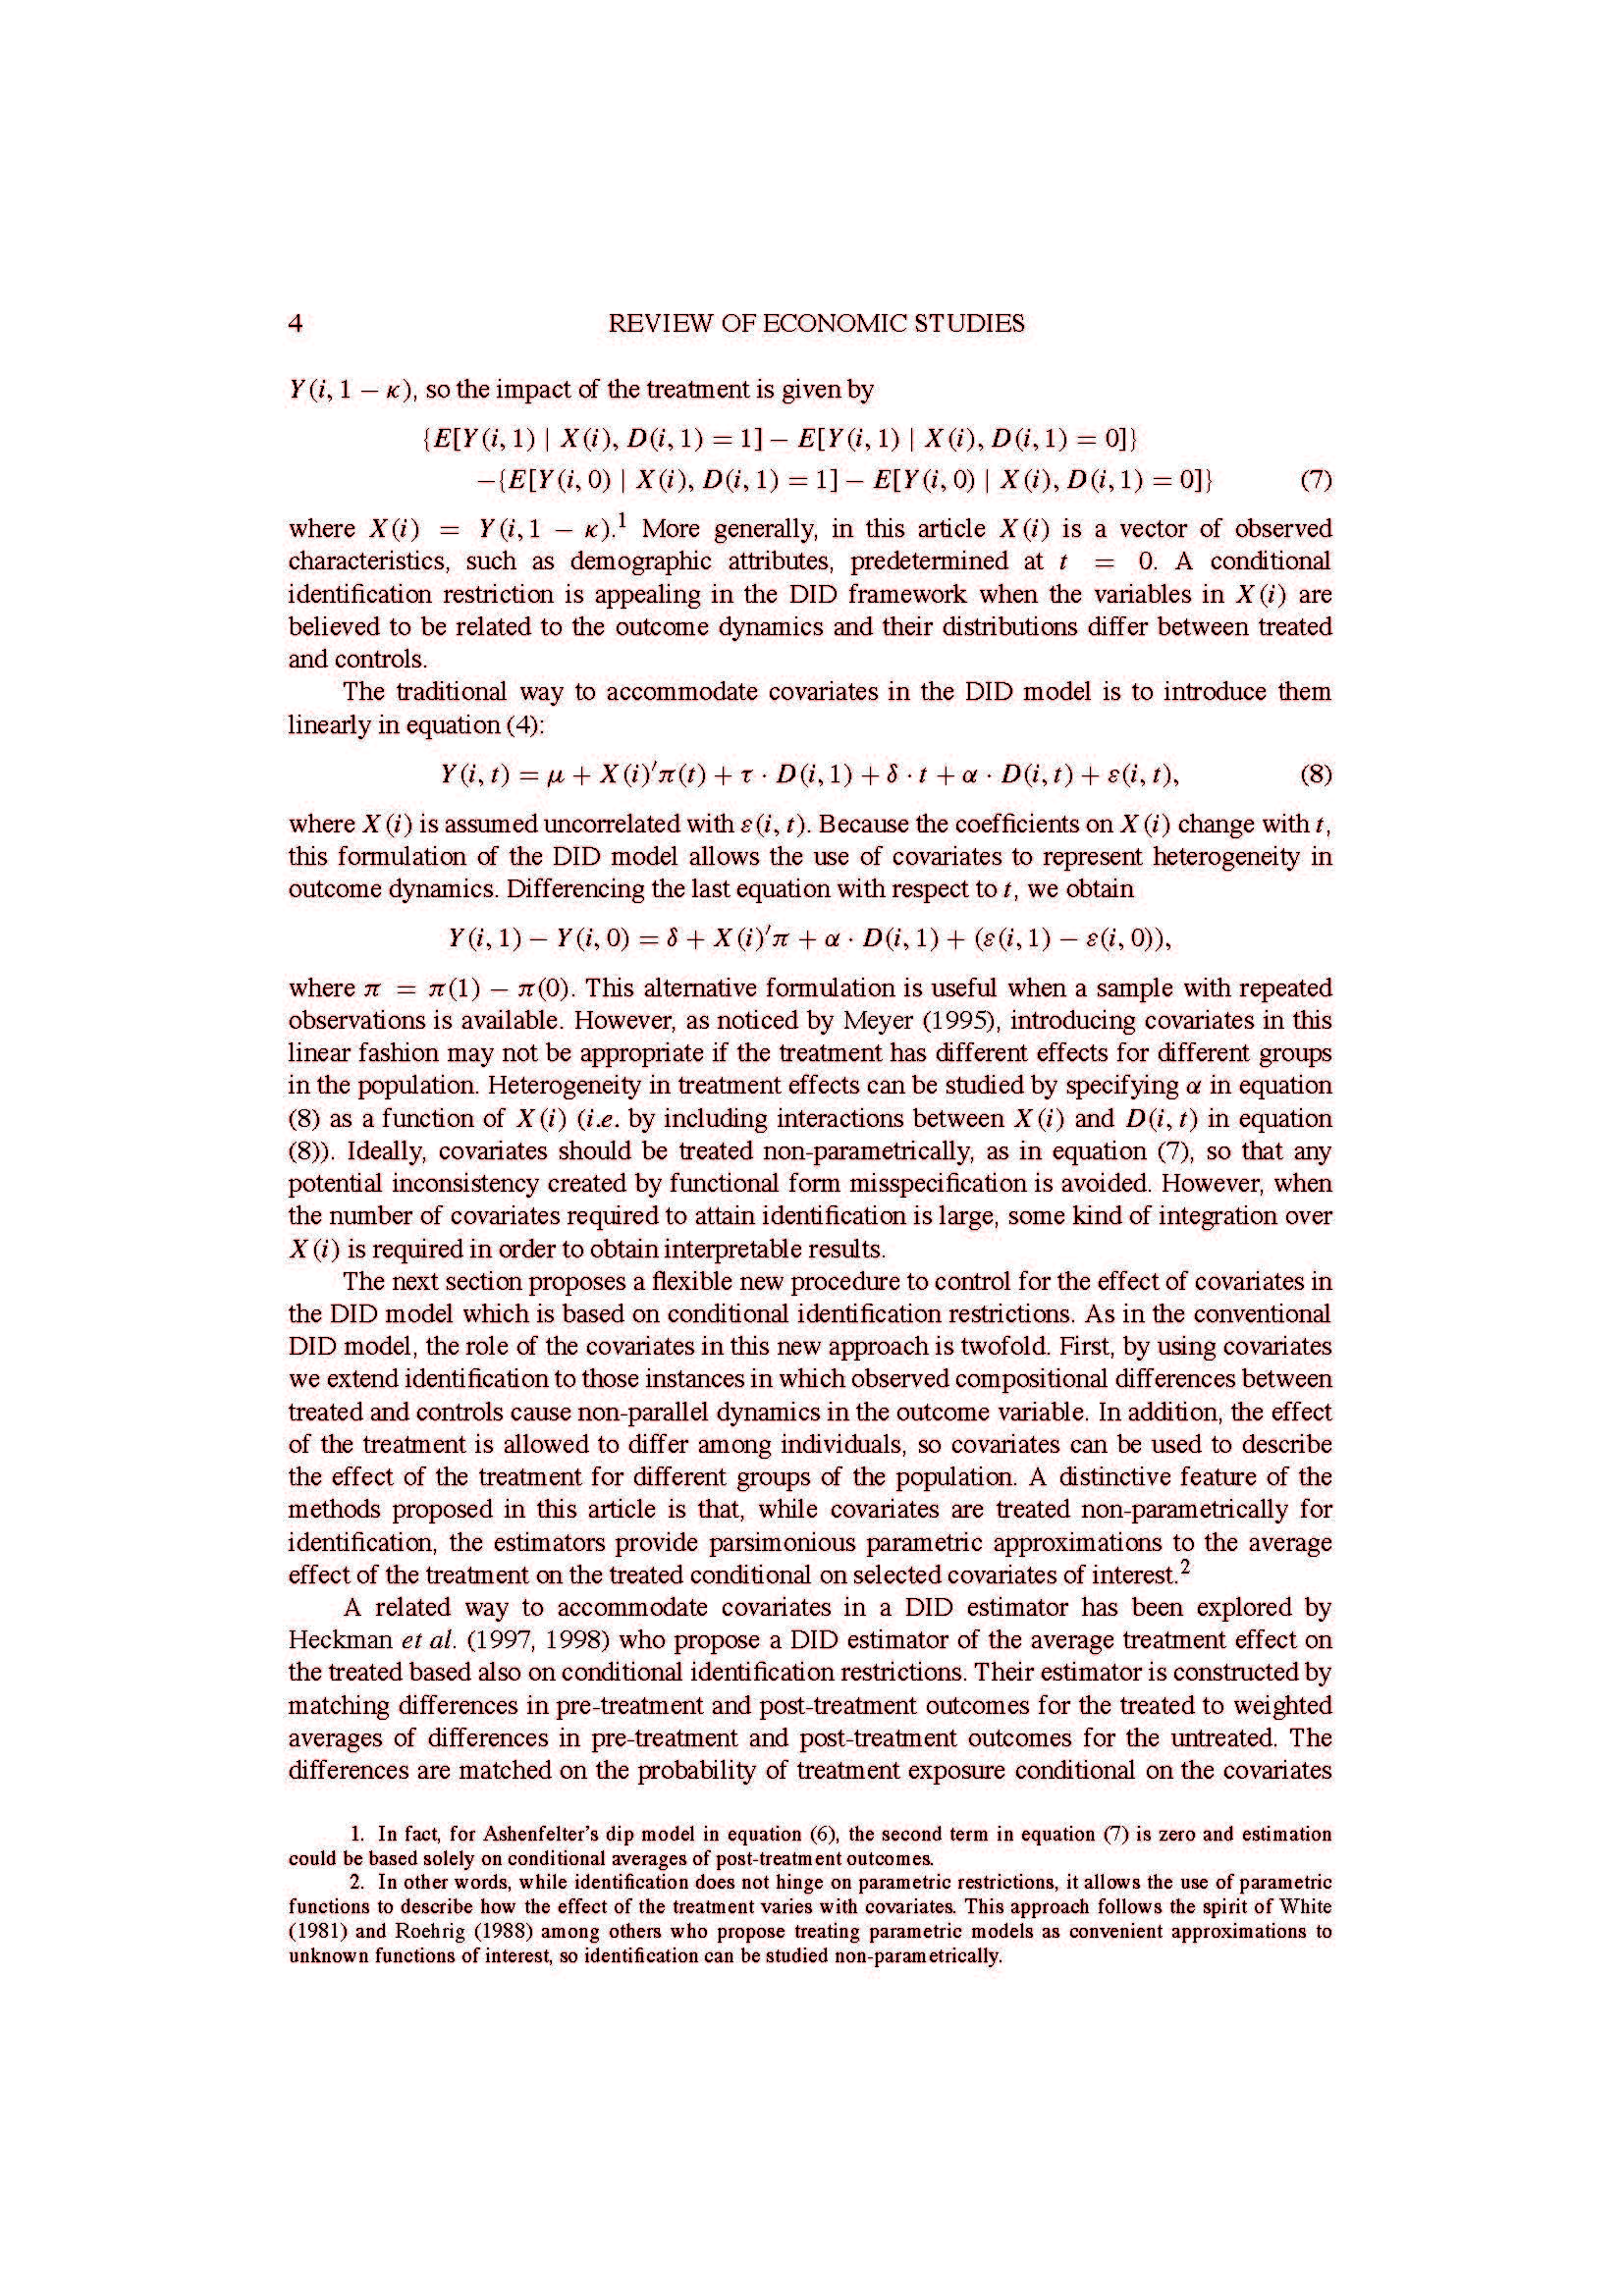 4 REVIEW OF ECONOMIC STUDIES
Y(i, 1 − κ), so the impact of the treatment is given by
{E[Y(i, 1) | X(i), D(i, 1) = 1] − E[Y(i, 1) | X(i), D(i, 1) = 0]}
−{E[Y(i, 0) | X(i), D(i, 1) = 1] − E[Y(i, 0) | X(i), D(i, 1) = 0]} (7)
where X(i) = Y(i, 1 − κ).¹ More generally, in this article X(i) is a vector of observed
characteristics, such as demographic attributes, predetermined at t = 0. A conditional
identification restriction is appealing in the DID framework when the variables in X(i) are
believed to be related to the outcome dynamics and their distributions differ between treated
and controls.
The traditional way to accommodate covariates in the DID model is to introduce them
linearly in equation (4):
Y(i, t) = μ + X(i)′π(t) + τ · D(i, 1) + δ · t + α · D(i, t) + ε(i, t), (8)
where X(i) is assumed uncorrelated with ε(i, t). Because the coefficients on X(i) change with t,
this formulation of the DID model allows the use of covariates to represent heterogeneity in
outcome dynamics. Differencing the last equation with respect to t, we obtain
Y(i, 1) − Y(i, 0) = δ + X(i)′π + α · D(i, 1) + (ε(i, 1) − ε(i, 0)),
where π = π(1) − π(0). This alternative formulation is useful when a sample with repeated
observations is available. However, as noticed by Meyer (1995), introducing covariates in this
linear fashion may not be appropriate if the treatment has different effects for different groups
in the population. Heterogeneity in treatment effects can be studied by specifying α in equation
(8) as a function of X(i) (i.e. by including interactions between X(i) and D(i, t) in equation
(8)). Ideally, covariates should be treated non-parametrically, as in equation (7), so that any
potential inconsistency created by functional form misspecification is avoided. However, when
the number of covariates required to attain identification is large, some kind of integration over
X(i) is required in order to obtain interpretable results.
The next section proposes a flexible new procedure to control for the effect of covariates in
the DID model which is based on conditional identification restrictions. As in the conventional
DID model, the role of the covariates in this new approach is twofold. First, by using covariates
we extend identification to those instances in which observed compositional differences between
treated and controls cause non-parallel dynamics in the outcome variable. In addition, the effect
of the treatment is allowed to differ among individuals, so covariates can be used to describe
the effect of the treatment for different groups of the population. A distinctive feature of the
methods proposed in this article is that, while covariates are treated non-parametrically for
identification, the estimators provide parsimonious parametric approximations to the average
effect of the treatment on the treated conditional on selected covariates of interest.²
A related way to accommodate covariates in a DID estimator has been explored by
Heckman et al. (1997, 1998) who propose a DID estimator of the average treatment effect on
the treated based also on conditional identification restrictions. Their estimator is constructed by
matching differences in pre-treatment and post-treatment outcomes for the treated to weighted
averages of differences in pre-treatment and post-treatment outcomes for the untreated. The
differences are matched on the probability of treatment exposure conditional on the covariates
1. In fact, for Ashenfelter's dip model in equation (6), the second term in equation (7) is zero and estimation
could be based solely on conditional averages of post-treatment outcomes.
2. In other words, while identification does not hinge on parametric restrictions, it allows the use of parametric
functions to describe how the effect of the treatment varies with covariates. This approach follows the spirit of White
(1981) and Roehrig (1988) among others who propose treating parametric models as convenient approximations to
unknown functions of interest, so identification can be studied non-parametrically.